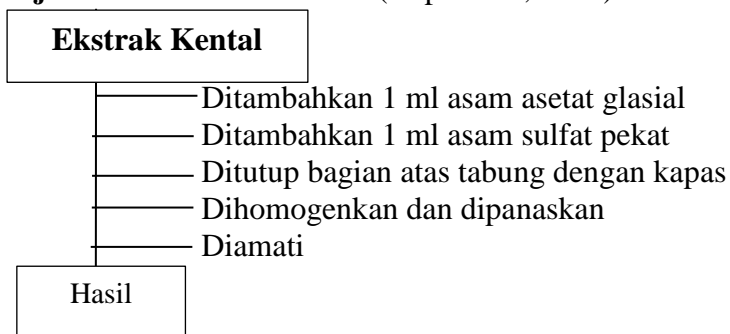 Ekstrak Kental
Ditambahkan 1 ml asam asetat glasial
Ditambahkan 1 ml asam sulfat pekat
Ditutup bagian atas tabung dengan kapas
Dihomogenkan dan dipanaskan
Diamati
Hasil